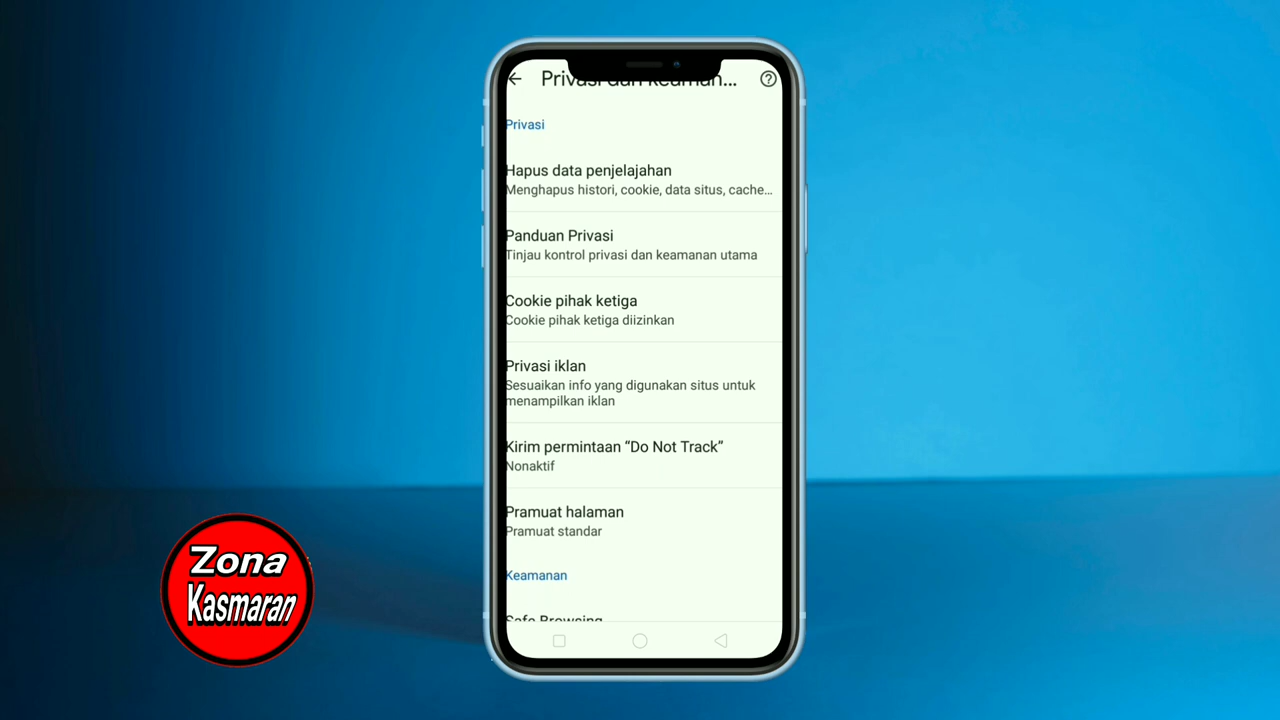 Privasi dan keaman...
Privasi
Hapus data penjelajahan
Menghapus histori, cookie, data situs, cache...
Panduan Privasi
Tinjau kontrol privasi dan keamanan utama
Cookie pihak ketiga
Cookie pihak ketiga diizinkan
Privasi iklan
Sesuaikan info yang digunakan situs untuk
menampilkan iklan
Kirim permintaan “Do Not Track”
Nonaktif
Pramuat halaman
Pramuat standar
Keamanan
Safe Browsing
Zona
Kasmaran